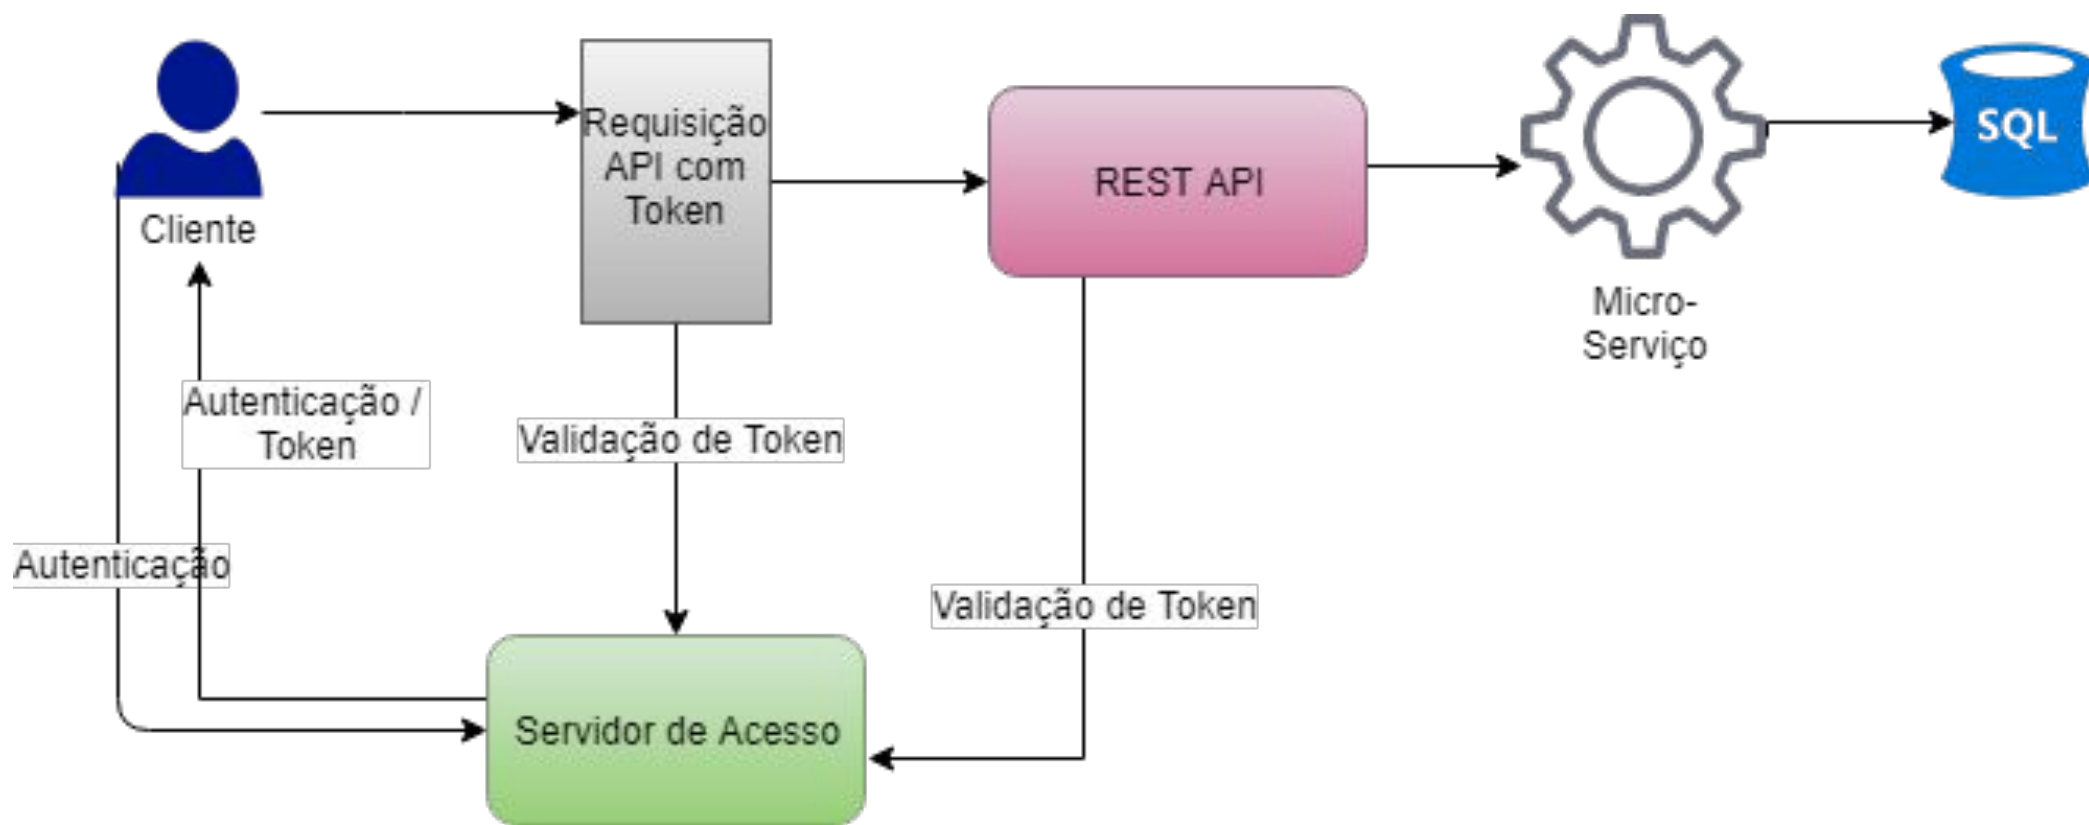 Cliente
Requisição
API com
Token
REST API
SQL
Micro-
Serviço
Autenticação /
Token
Validação de Token
Autenticação
Validação de Token
Servidor de Acesso